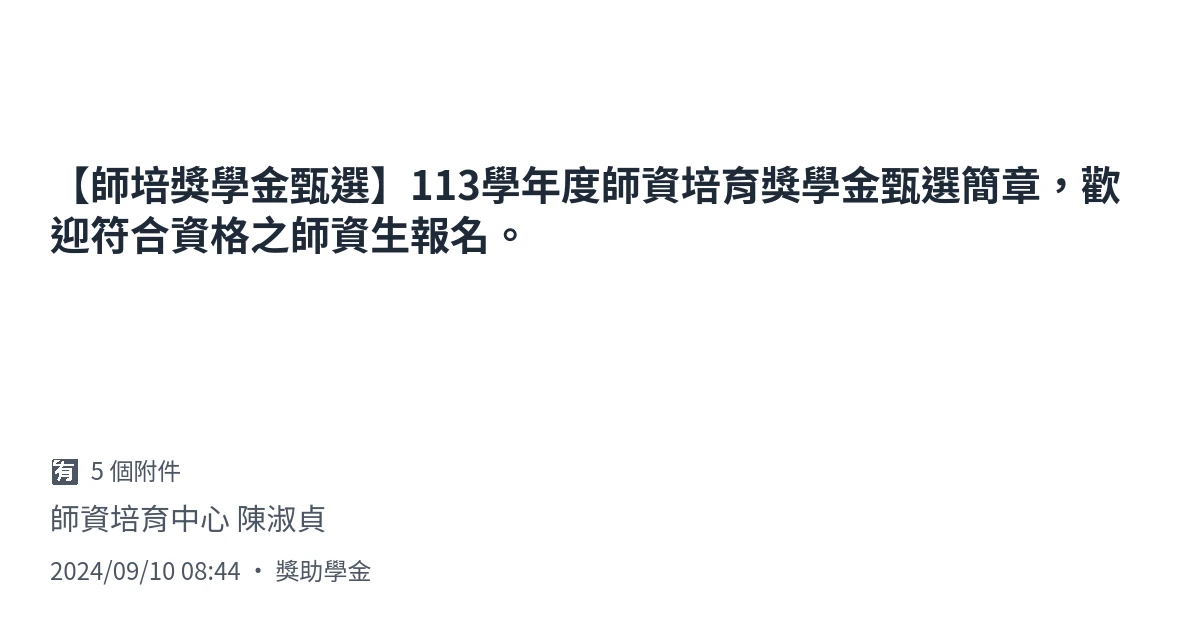 【師培獎學金甄選】113學年度師資培育獎學金甄選簡章，歡
迎符合資格之師資生報名。
🈶 5 個附件
師資培育中心 陳淑貞
2024/09/10 08:44 · 獎助學金